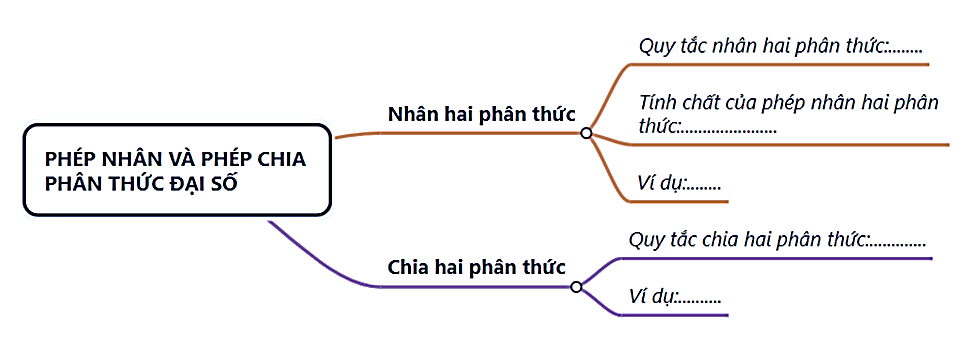 PHÉP NHÂN VÀ PHÉP CHIA
PHÂN THỨC ĐẠI SỐ
Nhân hai phân thức
Quy tắc nhân hai phân thức:........
Tính chất của phép nhân hai phân
thức:.......................
Ví dụ:........
Chia hai phân thức
Quy tắc chia hai phân thức:.............
Ví dụ:..........